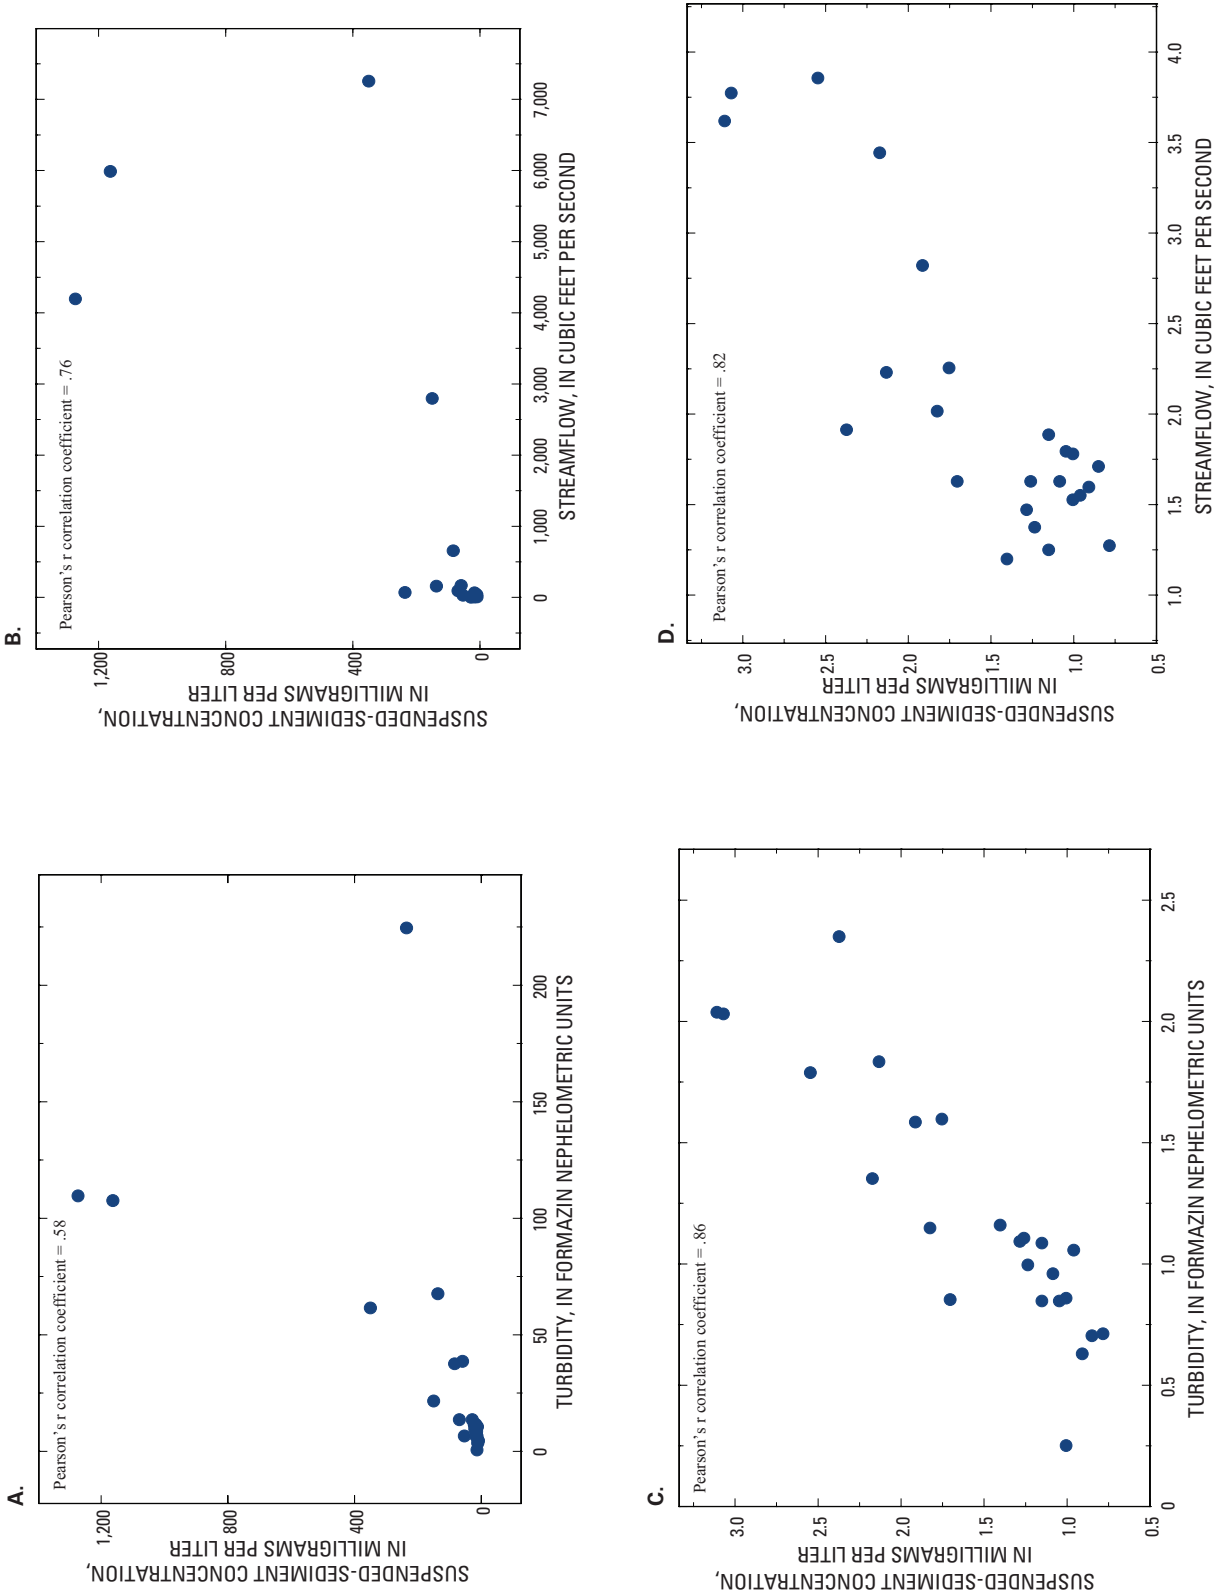 A.
Pearson's r correlation coefficient = .58
1,200
800
400
0
SUSPENDED-SEDIMENT CONCENTRATION,
IN MILLIGRAMS PER LITER
0
50
100
150
200
TURBIDITY, IN FORMAZIN NEPHELOMETRIC UNITS
B.
Pearson's r correlation coefficient = .76
1,200
800
400
0
SUSPENDED-SEDIMENT CONCENTRATION,
IN MILLIGRAMS PER LITER
0
1,000
2,000
3,000
4,000
5,000
6,000
7,000
STREAMFLOW, IN CUBIC FEET PER SECOND
C.
Pearson's r correlation coefficient = .86
3.0
2.5
2.0
1.5
1.0
0.5
SUSPENDED-SEDIMENT CONCENTRATION,
IN MILLIGRAMS PER LITER
0
0.5
1.0
1.5
2.0
2.5
TURBIDITY, IN FORMAZIN NEPHELOMETRIC UNITS
D.
Pearson's r correlation coefficient = .82
3.0
2.5
2.0
1.5
1.0
0.5
SUSPENDED-SEDIMENT CONCENTRATION,
IN MILLIGRAMS PER LITER
1.0
1.5
2.0
2.5
3.0
3.5
4.0
STREAMFLOW, IN CUBIC FEET PER SECOND